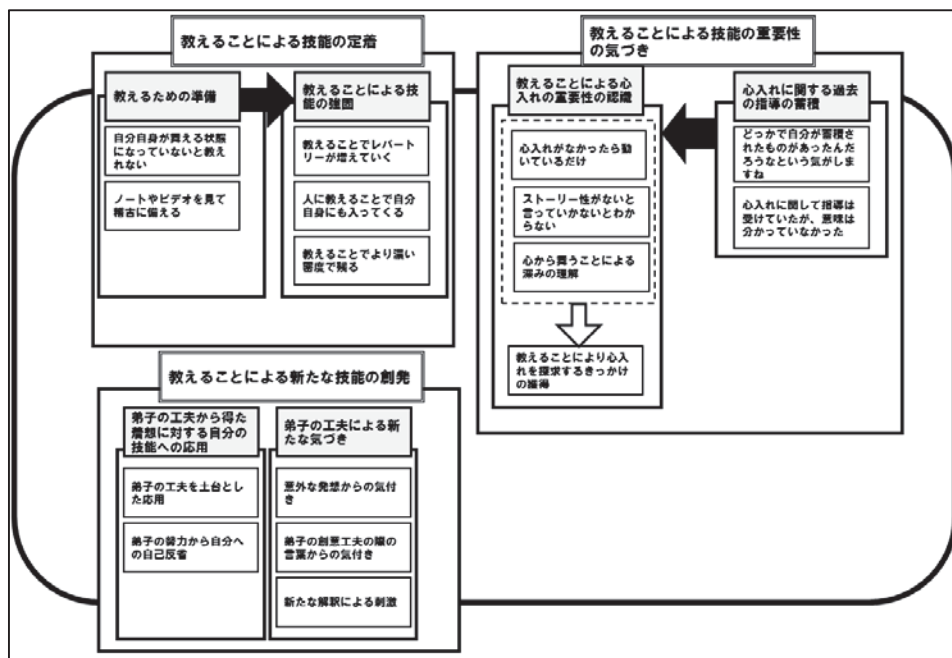 教えることによる技能の定着
教えるための準備
自分自身が買える状態
になっていないと教え
れない
ノートやビデオを見て
稽古に備える
教えることによる技
能の強固
教えることでレパート
リーが増えていく
人に教えることで自分
自身にも入ってくる
教えることでより濃い
密度で残る
教えることによる技能の重要性
の気づき
教えることによる心
入れの重要性の認識
心入れがなかったら動
いているだけ
ストーリー性がないと
言っていかないとわか
らない
心から舞うことによる
深みの理解
教えることにより心入
れを探求するきっかけ
の獲得
心入れに関する過去
の指導の蓄積
どっかで自分が蓄積さ
れたものがあったんだ
ろうなという気がしま
すね
心入れに関して指導は
受けていたが、意味は
分かっていなかった
教えることによる新たな技能の創発
弟子の工夫から得た
着想に対する自分の
技能への応用
弟子の工夫を土台とし
た応用
弟子の努力から自分へ
の自己反省
弟子の工夫による新
たな気づき
意外な発想からの気付
き
弟子の創意工夫の際の
言葉からの気付き
新たな解釈による刺激